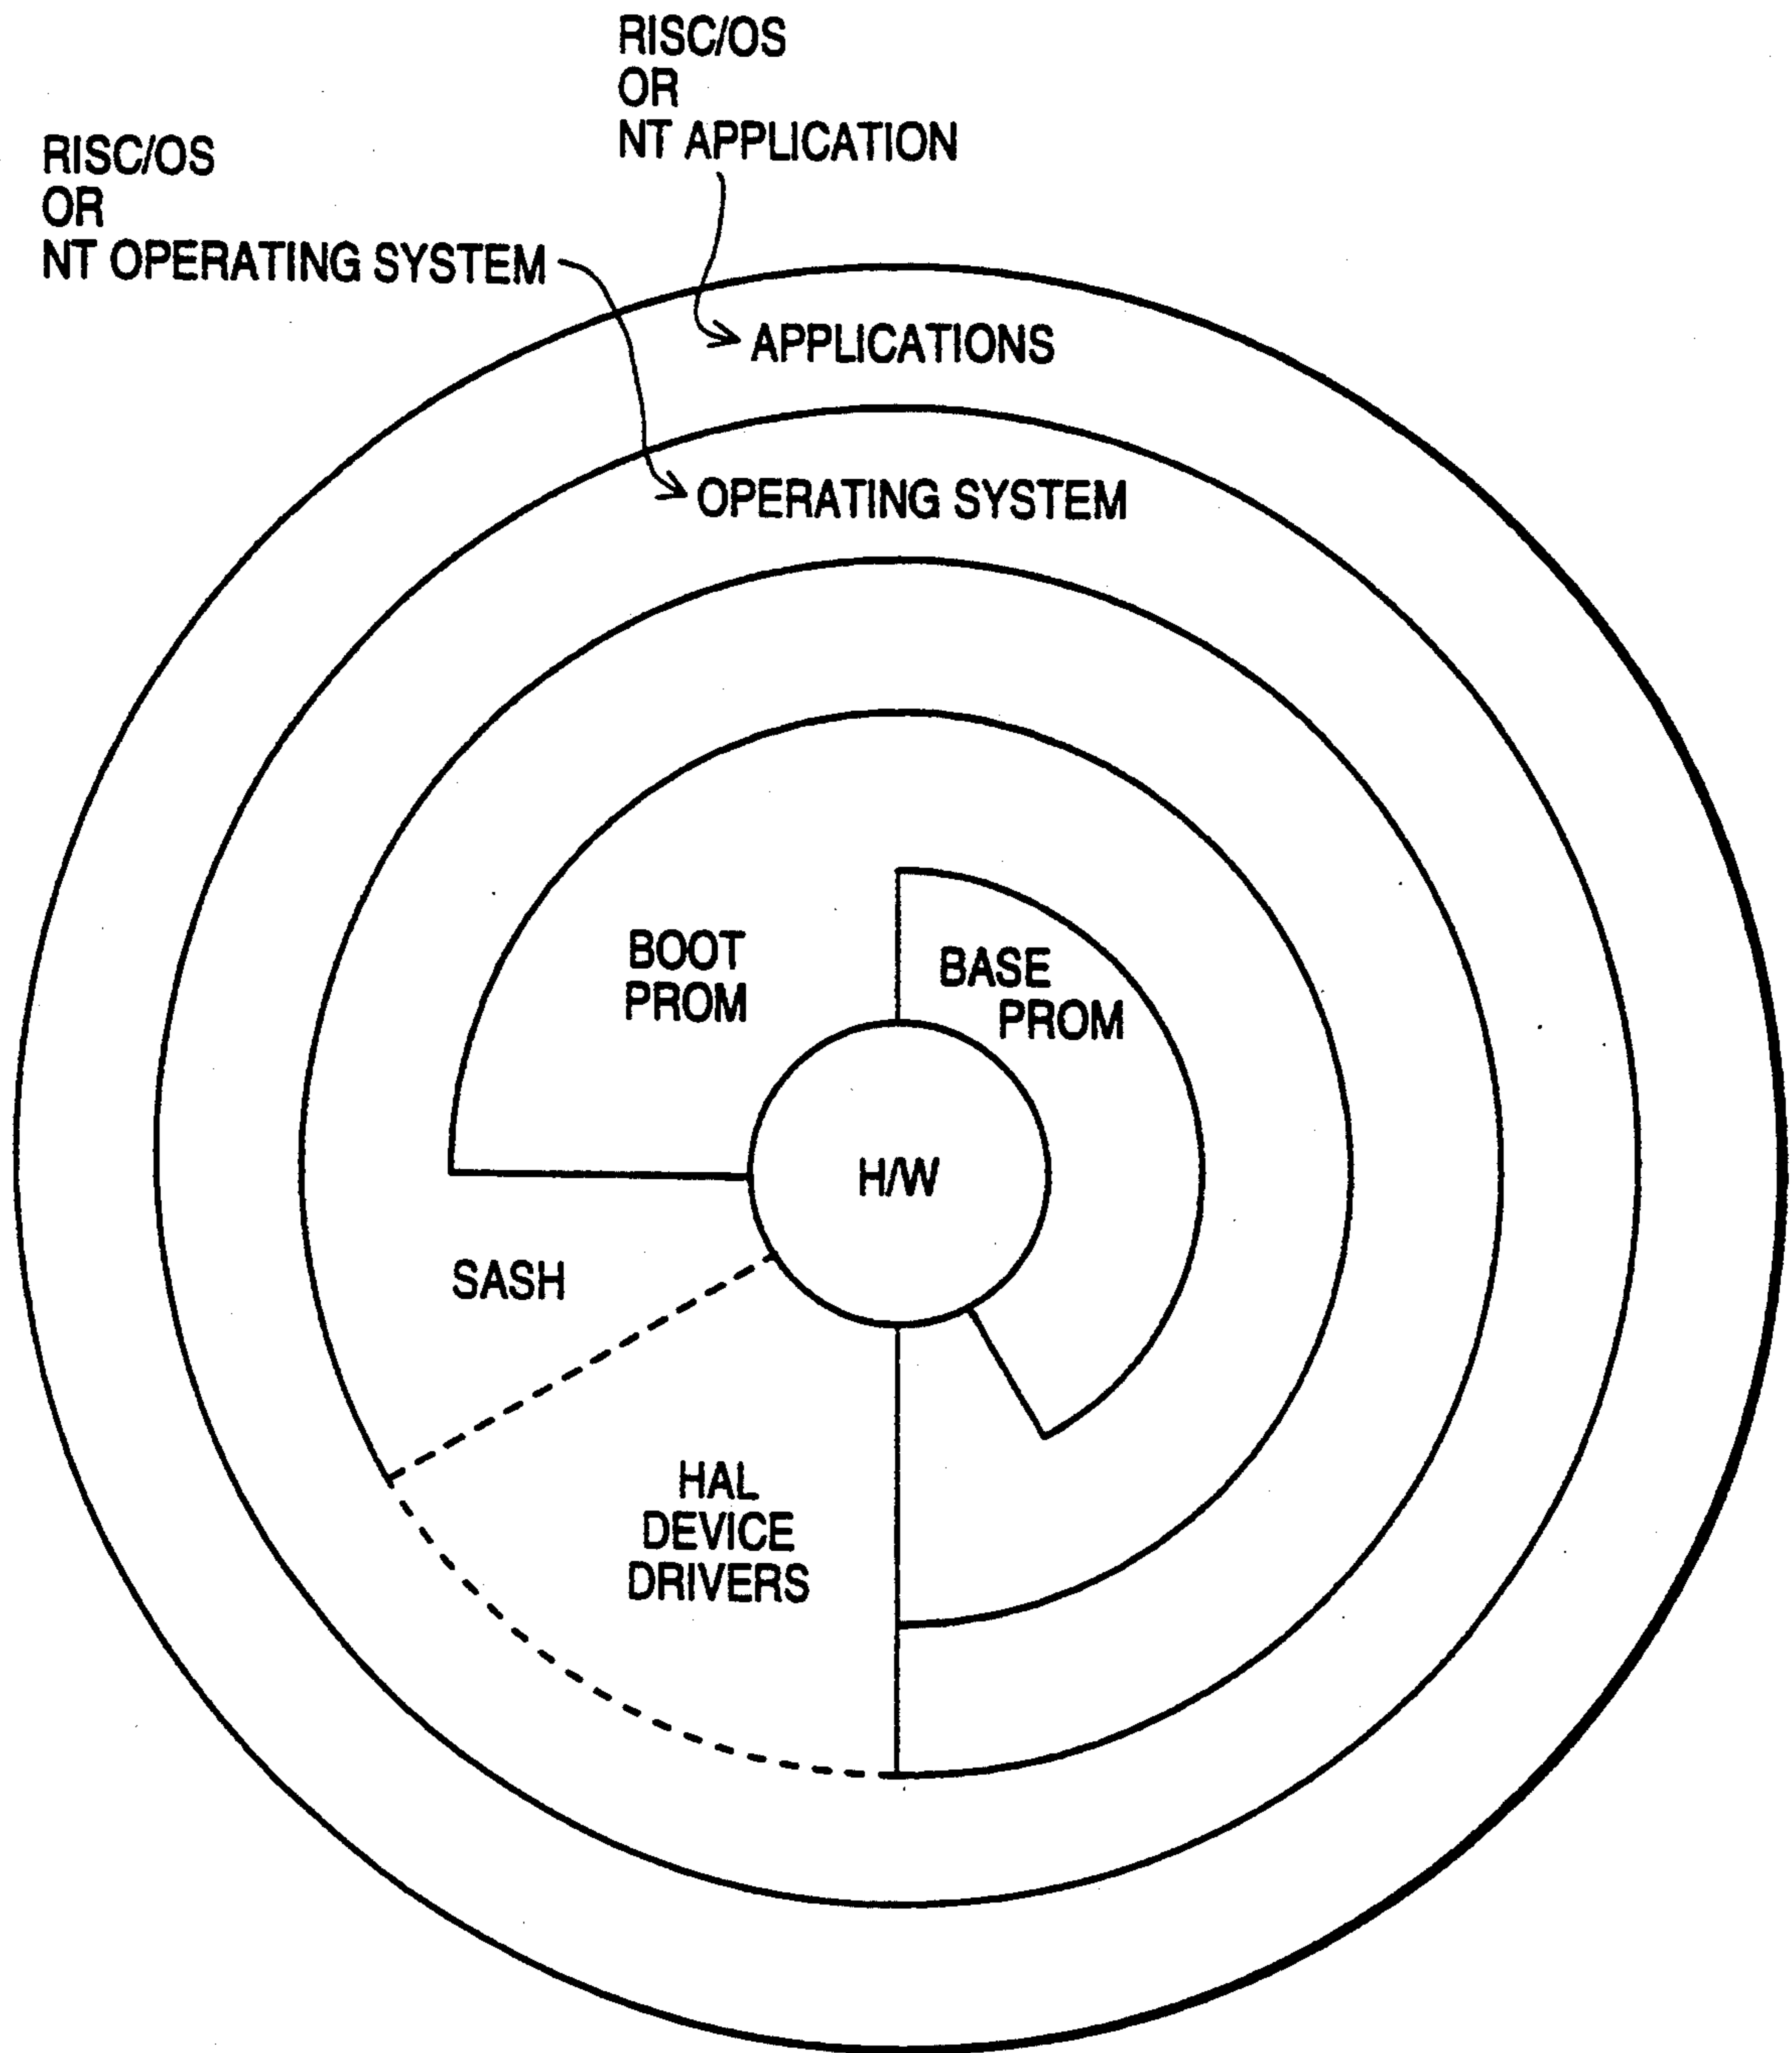 RISC/OS
OR
NT APPLICATION
RISC/OS
OR
NT OPERATING SYSTEM
APPLICATIONS
OPERATING SYSTEM
BOOT
PROM
BASE
PROM
H/W
SASH
HAL
DEVICE
DRIVERS